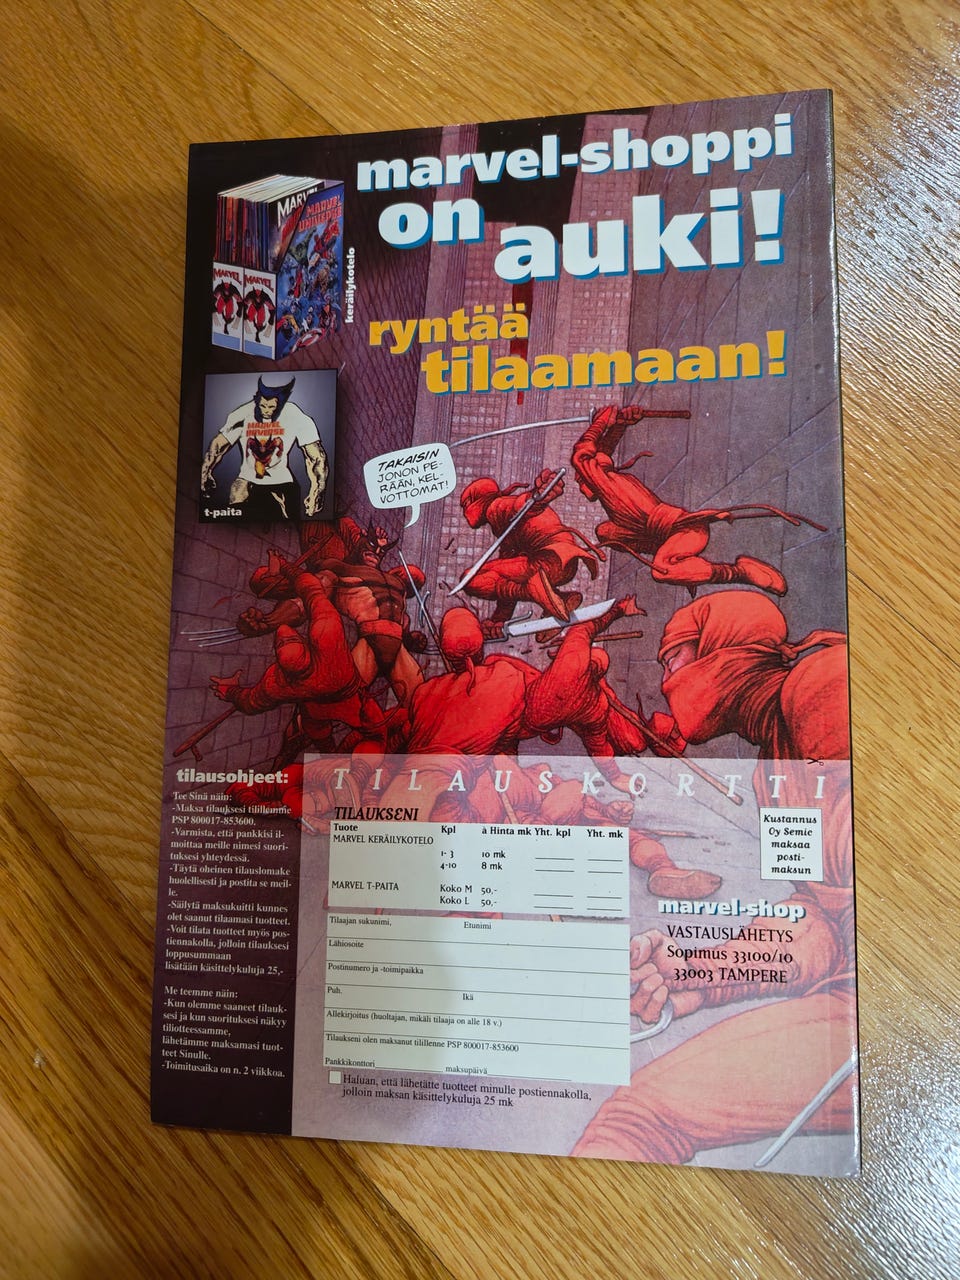 marvel-shoppi
on auki!
ryntää
tilaamaan!
MARVEL
MARVEL
UNIVERSE
MARVEL
MARVEL
keräilykotelo
MARVEL
UNIVERSE
t-paita
TAKAISIN
JONON PE-
RÄÄN, KEL-
VOTTOMAT!
tilausohjeet:
Tee Sinä näin:
-Maksa tilauksesi tilillemme
PSP 800017-853600,
-Varmista, että pankkisi il-
moittaa meille nimesi suori-
tuksesi yhteydessä.
-Täytä oheinen tilauslomake
huolellisesti ja postita se meil-
le.
-Säilytä maksukuitti kunnes
olet saanut tilaamasi tuotteet.
-Voit tilata tuotteet myös pos-
tiennakolla, jolloin tilauksesi
loppusummaan
lisätään käsittelykuluja 25,-
Me teemme näin:
-Kun olemme saaneet tilauk-
sesi ja kun suorituksesi näkyy
tiliotteessamme,
lähetämme maksamasi tuot-
teet Sinulle.
-Toimitusaika on n. 2 viikkoa.
TILAUSKORTTI
TILAUKSENI
Tuote Kpl à Hinta mk Yht. kpl Yht. mk
MARVEL KERÄILYKOTELO
1- 3 10 mk
4-10 8 mk
MARVEL T-PAITA Koko M 50,-
Koko L 50,-
Tilaajan sukunimi, Etunimi
Lähiosoite
Postinumero ja -toimipaikka
Puh. Ikä
Allekirjoitus (huoltajan, mikäli tilaaja on alle 18 v.)
Tilaukseni olen maksanut tilillenne PSP 800017-853600
Pankkikonttori maksupäivä
Haluan, että lähetätte tuotteet minulle postiennakolla,
jolloin maksan käsittelykuluja 25 mk
Kustannus
Oy Semic
maksaa
posti-
maksun
marvel-shop
VASTAUSLÄHETYS
Sopimus 33100/10
33003 TAMPERE